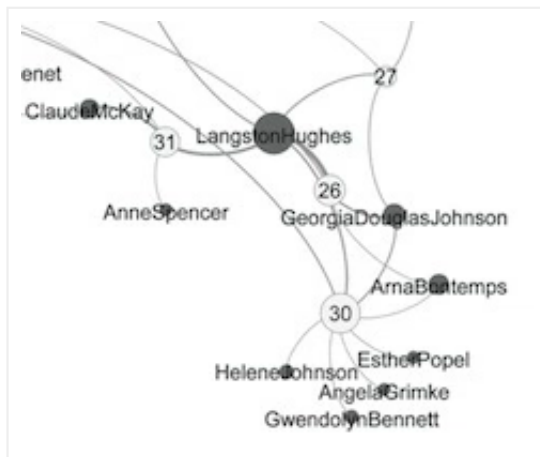 27
enet
ClaudeMcKay
LangstonHughes
31
26
AnneSpencer
GeorgiaDouglasJohnson
ArnaBontemps
30
EstherPopel
HeleneJohnson
AngelaGrimke
GwendolynBennett